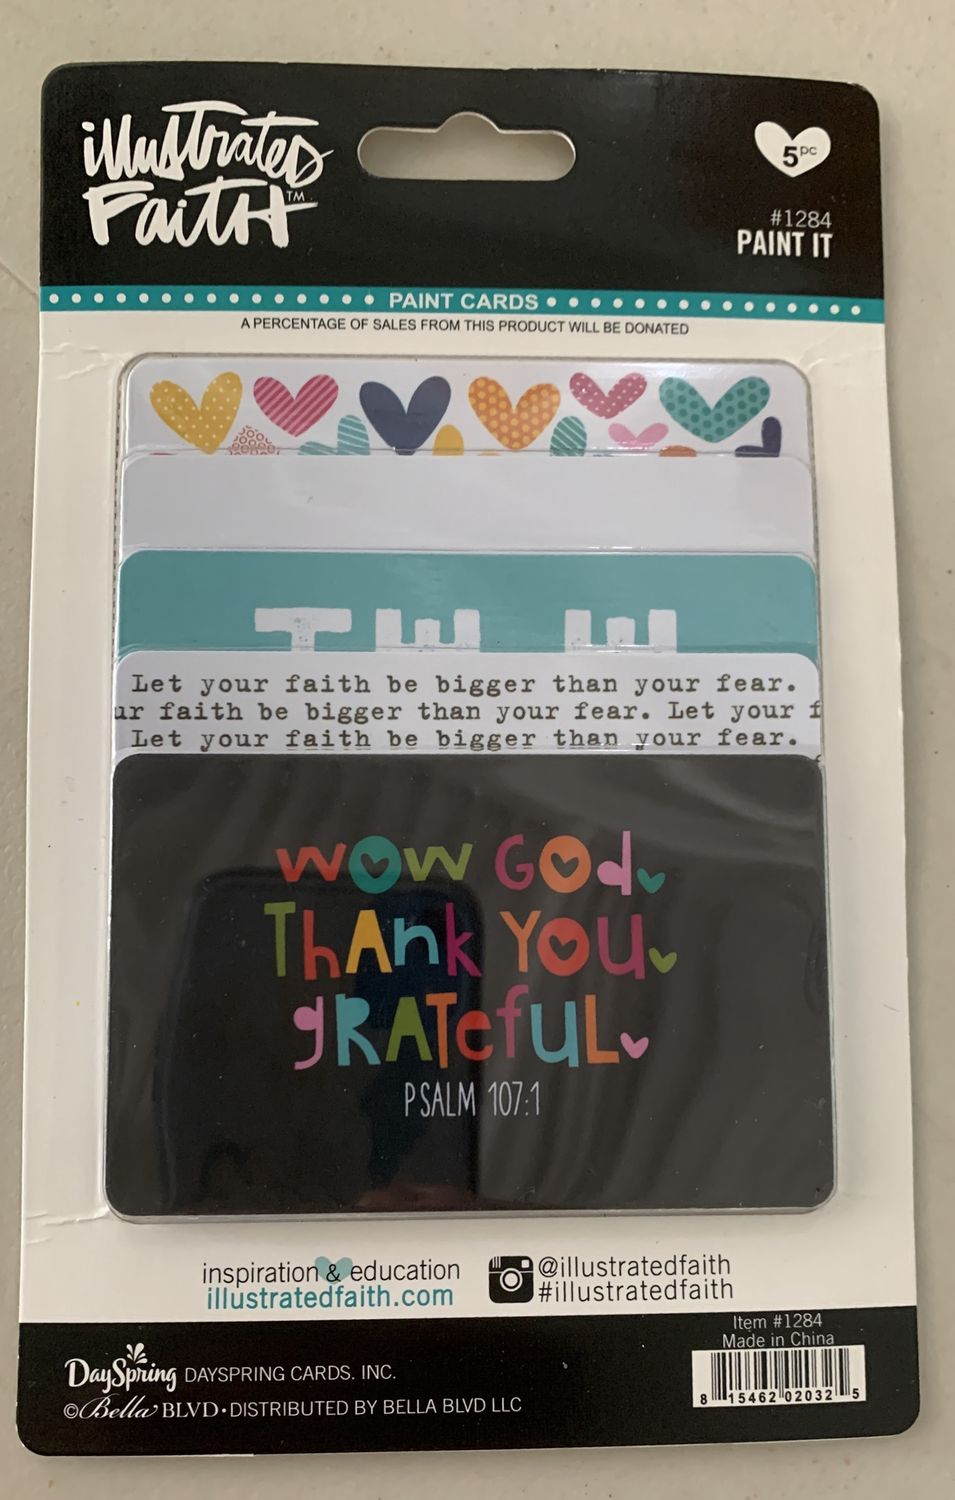 illustrated
Faith™
5pc
#1284
PAINT IT
PAINT CARDS
A PERCENTAGE OF SALES FROM THIS PRODUCT WILL BE DONATED
Let your faith be bigger than your fear.
ur faith be bigger than your fear. Let your f
Let your faith be bigger than your fear.
WOW GOD
THANK YOU
GRATEFUL
PSALM 107:1
inspiration & education
illustratedfaith.com
@illustratedfaith
#illustratedfaith
Item #1284
Made in China
DaySpring DAYSPRING CARDS. INC.
©Bella BLVD•DISTRIBUTED BY BELLA BLVD LLC
8 15462 02032 5